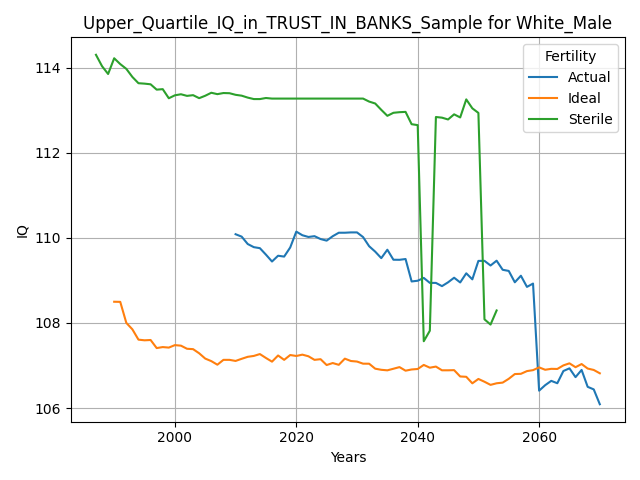 Upper_Quartile_IQ_in_TRUST_IN_BANKS_Sample for White_Male
Fertility
Actual
Ideal
Sterile
IQ
114
112
110
108
106
2000
2020
2040
2060
Years